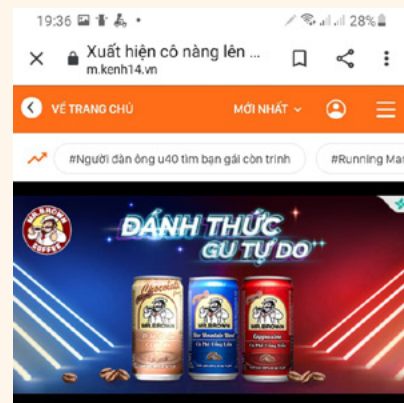 19:36
28%
Xuất hiện cô nàng lên ...
m.kenh14.vn
VỀ TRANG CHỦ
MỚI NHẤT
#Người đàn ông u40 tìm bạn gái còn trinh
#Running Man
MR.BROWN
COFFEE
ĐÁNH THỨC
GU TỰ DO
Chocolate
MR.BROWN
Blue Mountain Blend
MR.BROWN
Cà Phê Uống Liền
Cappuccino
MR.BROWN
Cà Phê Uống Liền